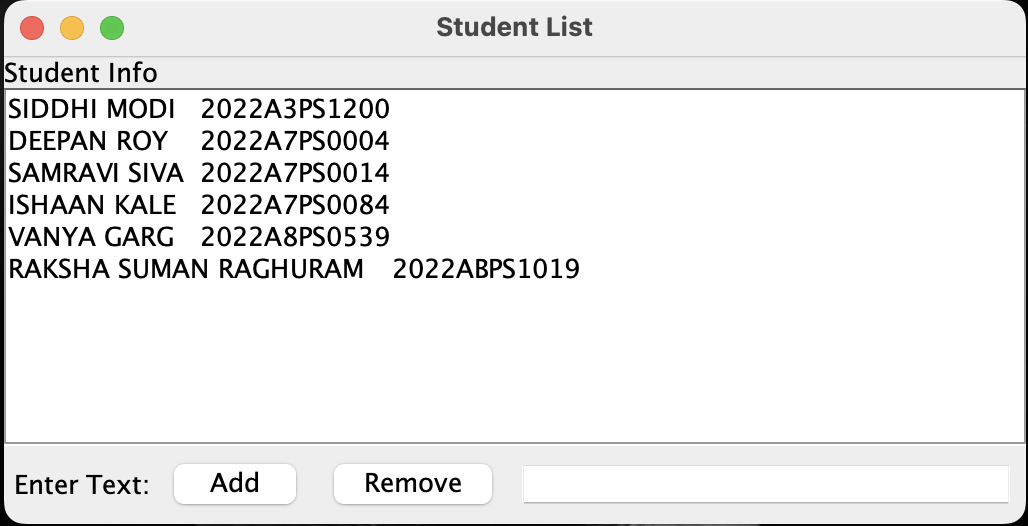 Student List
Student Info
SIDDHI MODI 2022A3PS1200
DEEPAN ROY 2022A7PS0004
SAMRAVI SIVA 2022A7PS0014
ISHAAN KALE 2022A7PS0084
VANYA GARG 2022A8PS0539
RAKSHA SUMAN RAGHURAM 2022ABPS1019
Enter Text: Add Remove